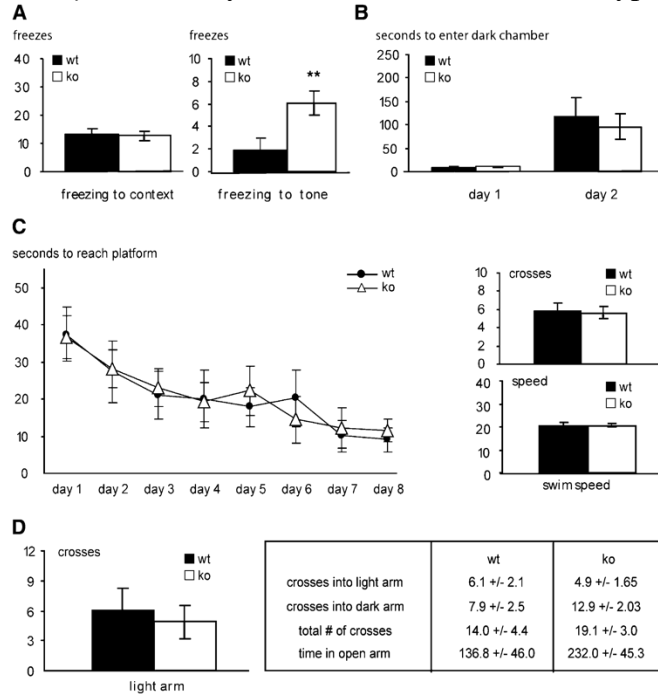 A
freezes
40
30
20
10
0
wt
ko
freezing to context
freezes
12
10
8
6
4
2
0
wt
ko
**
freezing to tone
B
seconds to enter dark chamber
250
200
150
100
50
0
wt
ko
day 1
day 2
C
seconds to reach platform
50
40
30
20
10
0
wt
ko
day 1 day 2 day 3 day 4 day 5 day 6 day 7 day 8
crosses
10
8
6
4
2
0
wt
ko
speed
40
30
20
10
0
wt
ko
swim speed
D
crosses
12
9
6
3
0
wt
ko
light arm
wt ko
crosses into light arm 6.1 +/- 2.1 4.9 +/- 1.65
crosses into dark arm 7.9 +/- 2.5 12.9 +/- 2.03
total # of crosses 14.0 +/- 4.4 19.1 +/- 3.0
time in open arm 136.8 +/- 46.0 232.0 +/- 45.3